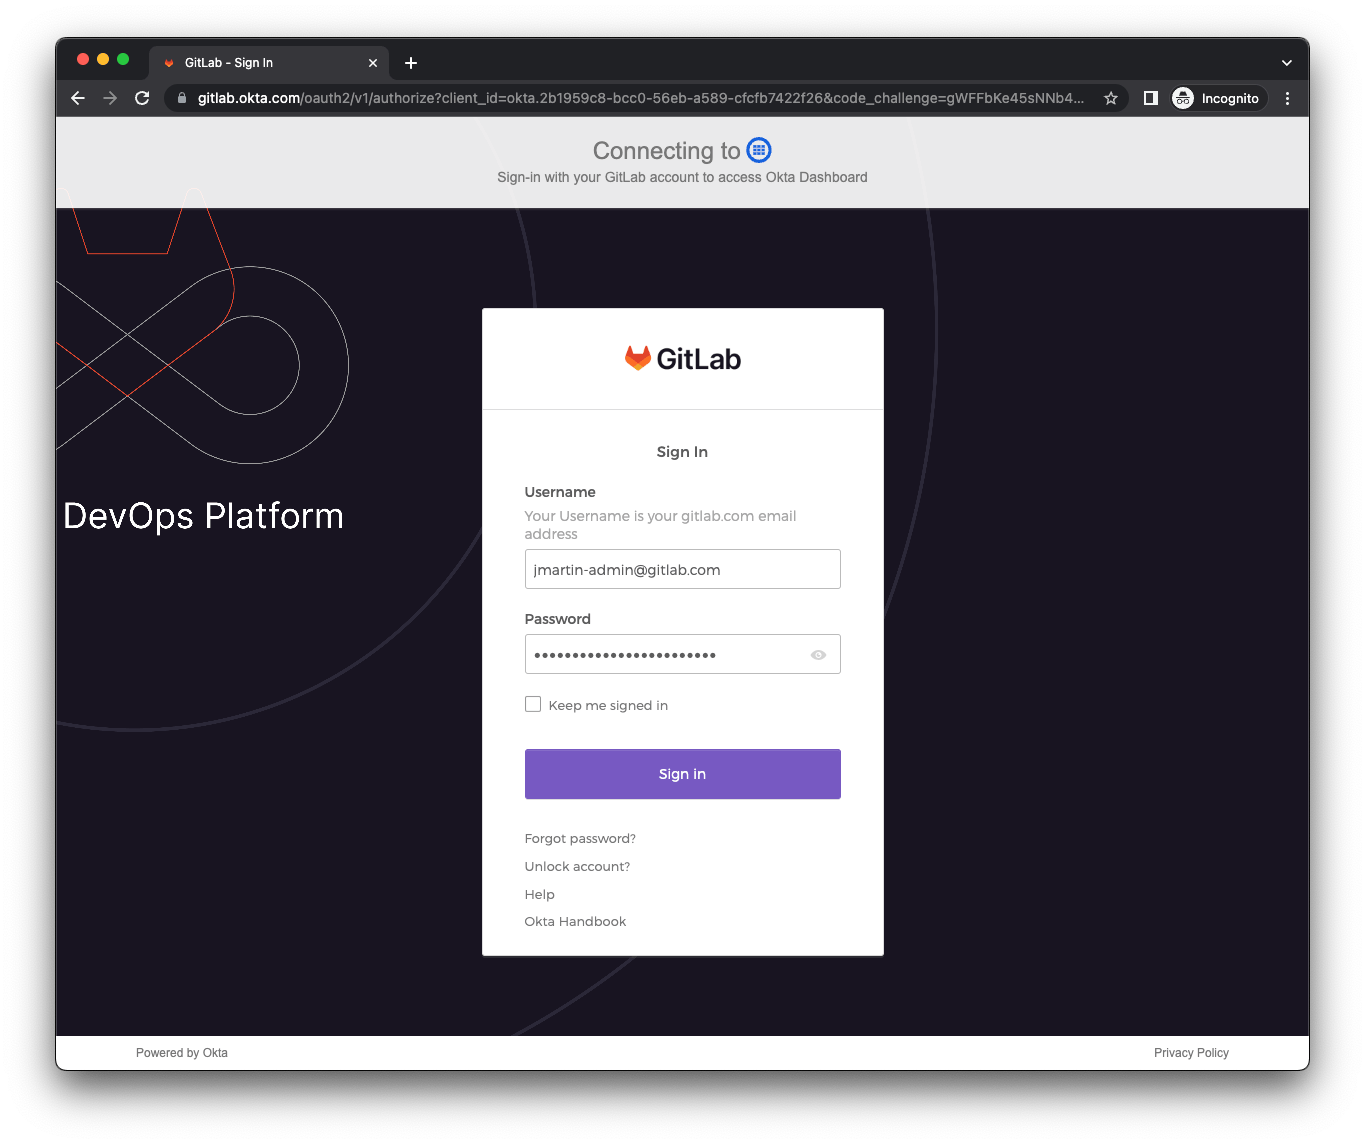 GitLab - Sign In
gitlab.okta.com/oauth2/v1/authorize?client_id=okta.2b1959c8-bcc0-56eb-a589-cfcfb7422f26&code_challenge=gWFFbKe45sNNb4...
Incognito
Connecting to
Sign-in with your GitLab account to access Okta Dashboard
GitLab
Sign In
Username
Your Username is your gitlab.com email
address
DevOps Platform
jmartin-admin@gitlab.com
Password
••••••••••••••••••••••••
Keep me signed in
Sign in
Forgot password?
Unlock account?
Help
Okta Handbook
Powered by Okta
Privacy Policy